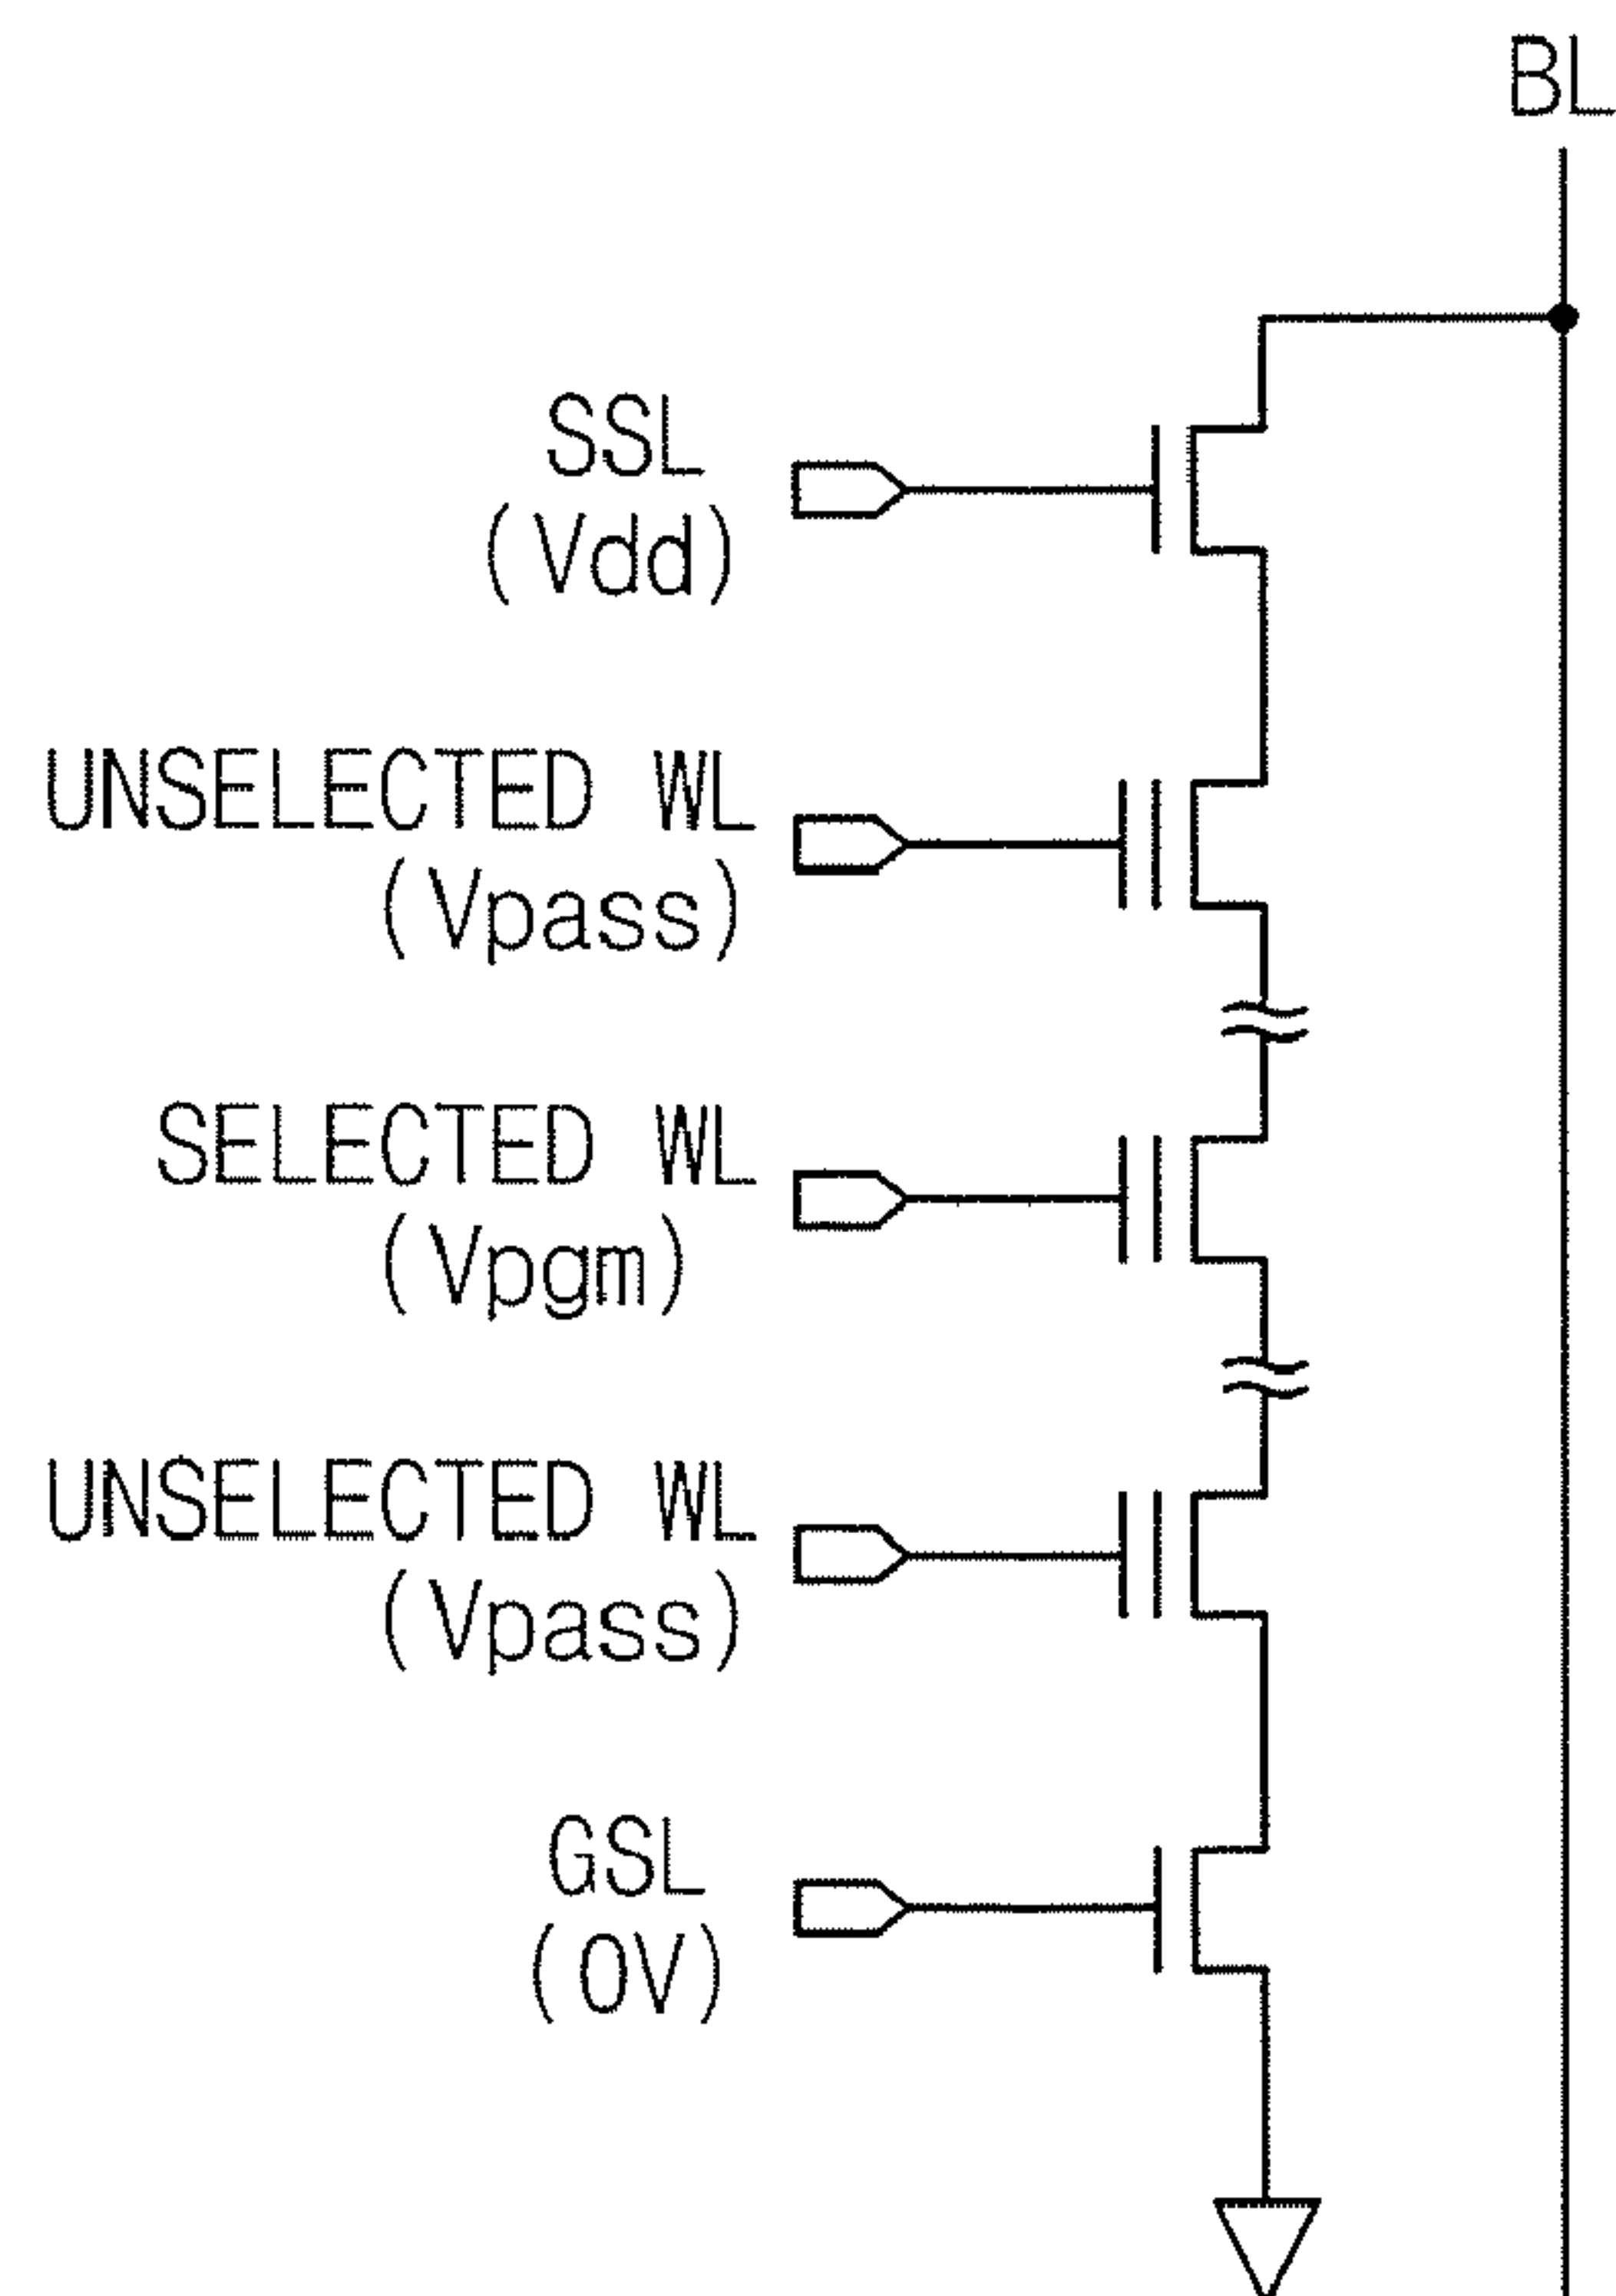 BL
SSL
(Vdd)
UNSELECTED WL
(Vpass)
SELECTED WL
(Vpgm)
UNSELECTED WL
(Vpass)
GSL
(0V)